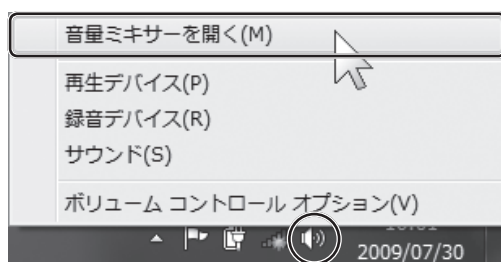 音量ミキサーを開く(M)
再生デバイス(P)
録音デバイス(R)
サウンド(S)
ボリューム コントロール オプション(V)
2009/07/30